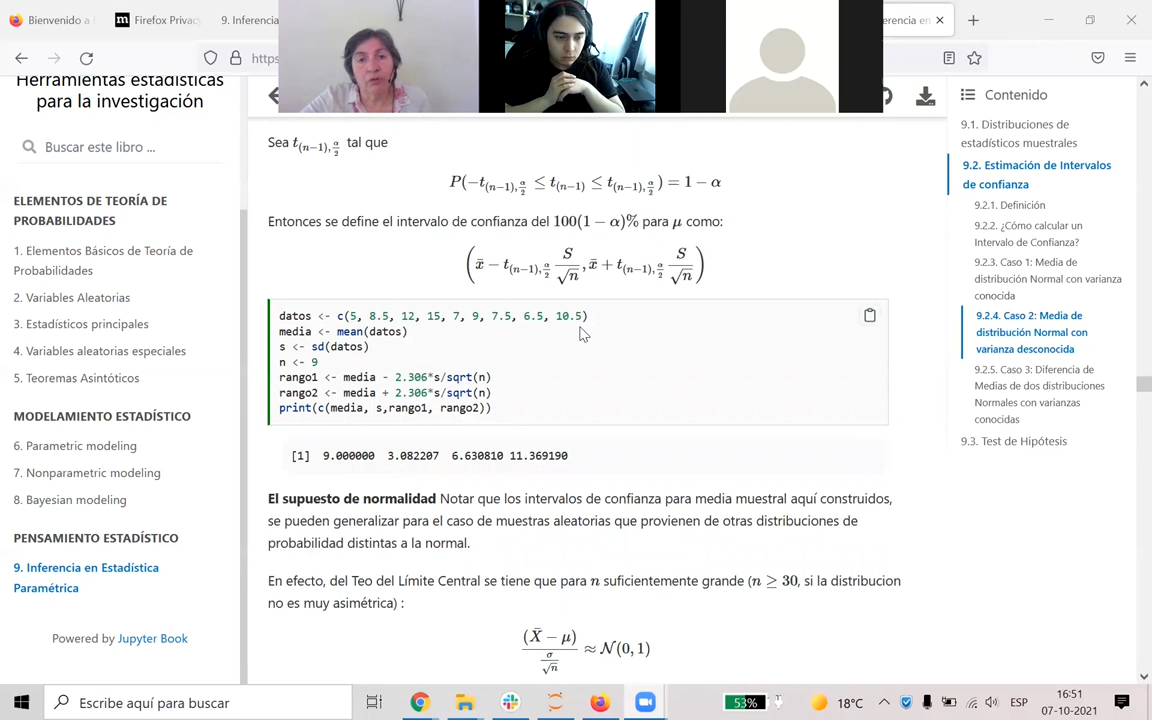 Bienvenido a
Firefox Privacy
9. Inferencia
erencia en
https
Herramientas estadísticas
para la investigación
Buscar este libro ...
ELEMENTOS DE TEORÍA DE
PROBABILIDADES
1. Elementos Básicos de Teoría de
Probabilidades
2. Variables Aleatorias
3. Estadísticos principales
4. Variables aleatorias especiales
5. Teoremas Asintóticos
MODELAMIENTO ESTADÍSTICO
6. Parametric modeling
7. Nonparametric modeling
8. Bayesian modeling
PENSAMIENTO ESTADÍSTICO
9. Inferencia en Estadística
Paramétrica
Powered by Jupyter Book
Sea t_{(n−1),α/2} tal que
P(−t_{(n−1),α/2} ≤ t_{(n−1)} ≤ t_{(n−1),α/2}) = 1 − α
Entonces se define el intervalo de confianza del 100(1 − α)% para μ como:
(x̄ − t_{(n−1),α/2} S/√n, x̄ + t_{(n−1),α/2} S/√n)
datos <- c(5, 8.5, 12, 15, 7, 9, 7.5, 6.5, 10.5)
media <- mean(datos)
s <- sd(datos)
n <- 9
rango1 <- media - 2.306*s/sqrt(n)
rango2 <- media + 2.306*s/sqrt(n)
print(c(media, s,rango1, rango2))
[1] 9.000000 3.082207 6.630810 11.369190
El supuesto de normalidad Notar que los intervalos de confianza para media muestral aquí construidos,
se pueden generalizar para el caso de muestras aleatorias que provienen de otras distribuciones de
probabilidad distintas a la normal.
En efecto, del Teo del Límite Central se tiene que para n suficientemente grande (n ≥ 30, si la distribucion
no es muy asimétrica) :
(X̄ − μ)/(σ/√n) ≈ N(0, 1)
Contenido
9.1. Distribuciones de
estadísticos muestrales
9.2. Estimación de Intervalos
de confianza
9.2.1. Definición
9.2.2. ¿Cómo calcular un
Intervalo de Confianza?
9.2.3. Caso 1: Media de
distribución Normal con varianza
conocida
9.2.4. Caso 2: Media de
distribución Normal con
varianza desconocida
9.2.5. Caso 3: Diferencia de
Medias de dos distribuciones
Normales con varianzas
conocidas
9.3. Test de Hipótesis
Escribe aquí para buscar
53%
18°C
ESP
16:51
07-10-2021